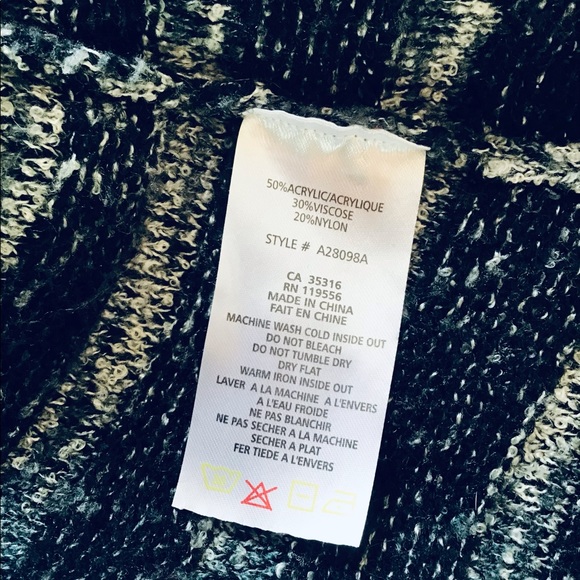 50%ACRYLIC/ACRYLIQUE
30%VISCOSE
20%NYLON
STYLE # A28098A
CA 35316
RN 119556
MADE IN CHINA
FAIT EN CHINE
MACHINE WASH COLD INSIDE OUT
DO NOT BLEACH
DO NOT TUMBLE DRY
DRY FLAT
WARM IRON INSIDE OUT
LAVER A LA MACHINE A L'ENVERS
A L'EAU FROIDE
NE PAS BLANCHIR
NE PAS SECHER A LA MACHINE
SECHER A PLAT
FER TIEDE A L'ENVERS